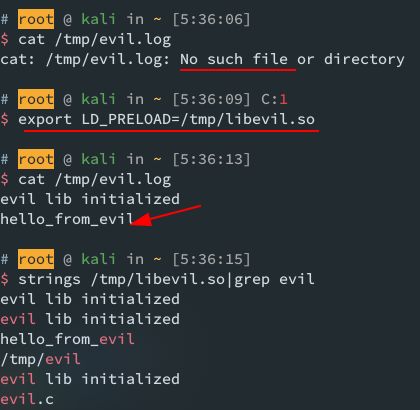 # root @ kali in ~ [5:36:06]
$ cat /tmp/evil.log
cat: /tmp/evil.log: No such file or directory
# root @ kali in ~ [5:36:09] C:1
$ export LD_PRELOAD=/tmp/libevil.so
# root @ kali in ~ [5:36:13]
$ cat /tmp/evil.log
evil lib initialized
hello_from_evil
# root @ kali in ~ [5:36:15]
$ strings /tmp/libevil.so|grep evil
evil lib initialized
evil lib initialized
hello_from_evil
/tmp/evil
evil lib initialized
evil.c